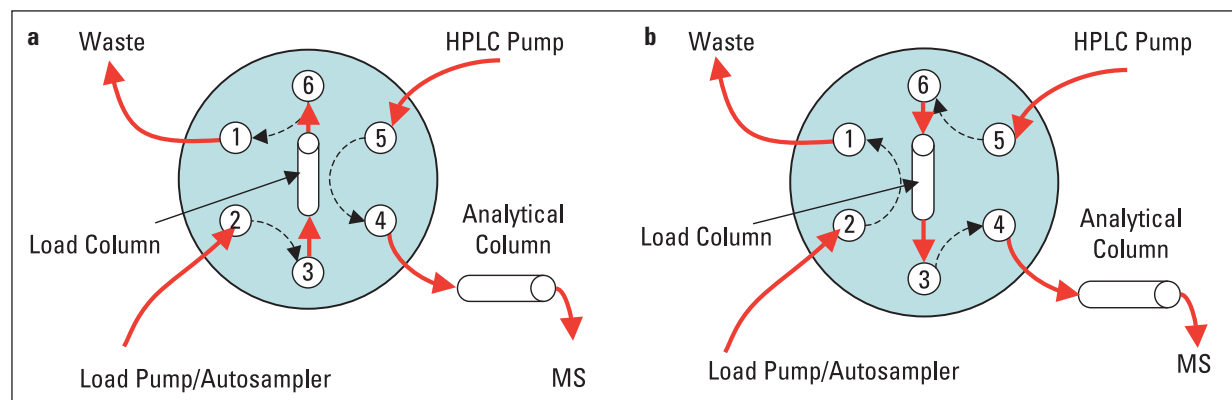 a
Waste
HPLC Pump
6
1
5
2
4
3
Load Column
Analytical
Column
Load Pump/Autosampler
MS
b
Waste
HPLC Pump
6
1
5
2
4
3
Load Column
Analytical
Column
Load Pump/Autosampler
MS